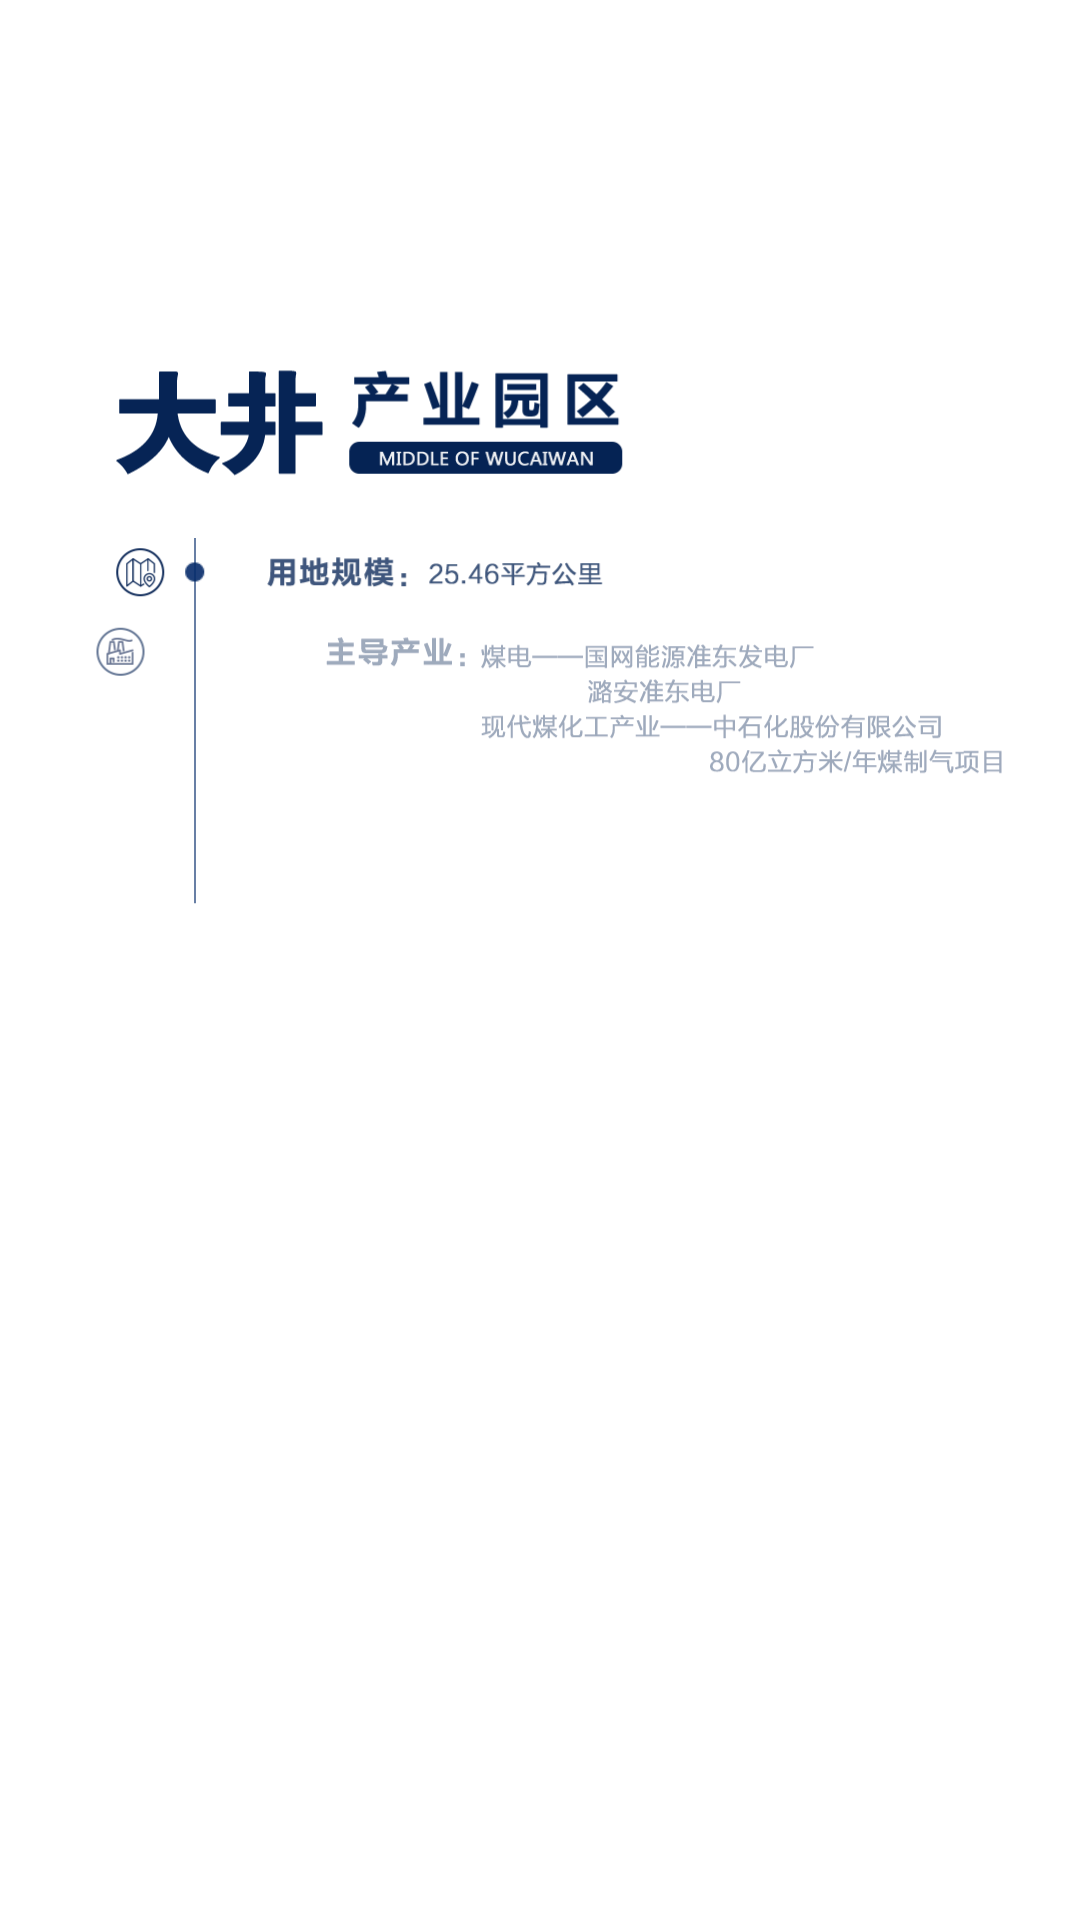 大井 产业园区
MIDDLE OF WUCAIWAN
用地规模：25.46平方公里
主导产业：煤电——国网能源准东发电厂
潞安准东电厂
现代煤化工产业——中石化股份有限公司
80亿立方米/年煤制气项目